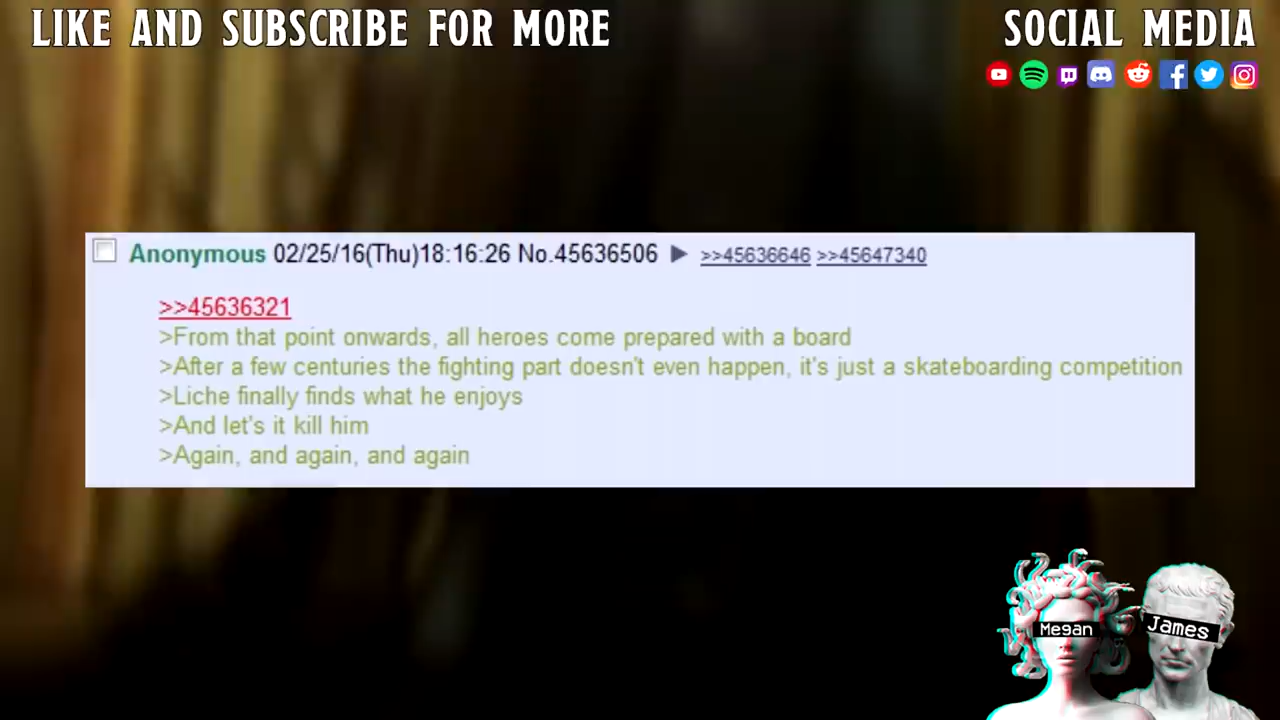 LIKE AND SUBSCRIBE FOR MORE
SOCIAL MEDIA
Anonymous 02/25/16(Thu)18:16:26 No.45636506 ▶ >>45636646 >>45647340
>>45636321
>From that point onwards, all heroes come prepared with a board
>After a few centuries the fighting part doesn't even happen, it's just a skateboarding competition
>Liche finally finds what he enjoys
>And let's it kill him
>Again, and again, and again
Megan
James